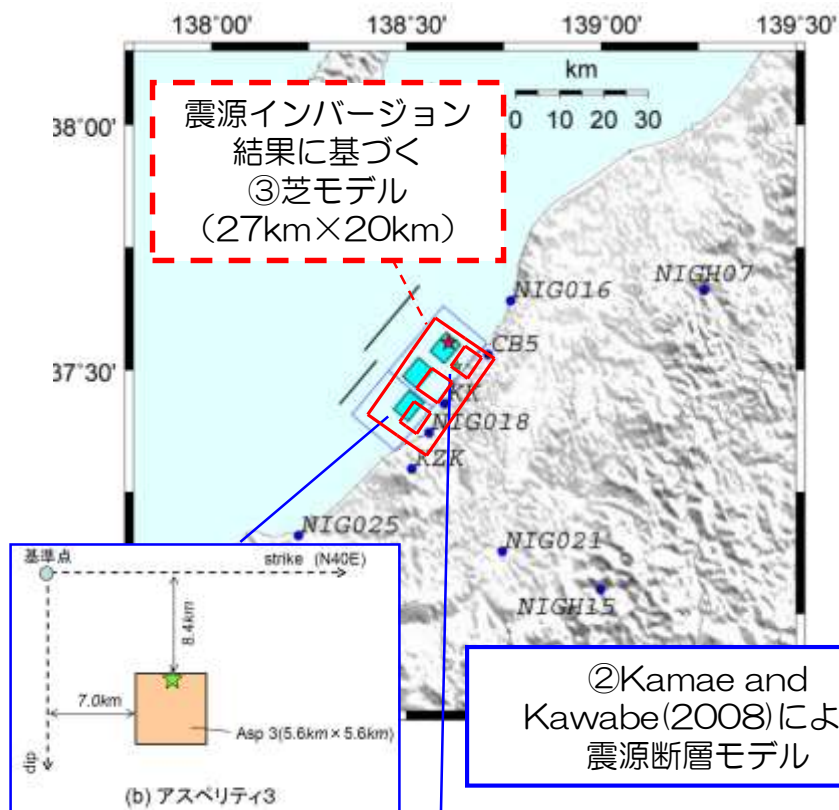 138°00' 138°30' 139°00' 139°30'
km
0 10 20 30
38°00'
震源インバージョン
結果に基づく
③芝モデル
(27km×20km)
NIGH07
NIG016
CB5
37°30'
KK
NIG018
KZK
NIG025
NIG021
NIGH15
基準点
strike (N40E)
8.4km
7.0km
Asp 3(5.6km×5.6km)
dip
(b) アスペリティ3
②Kamae and
Kawabe(2008)によ
震源断層モデル